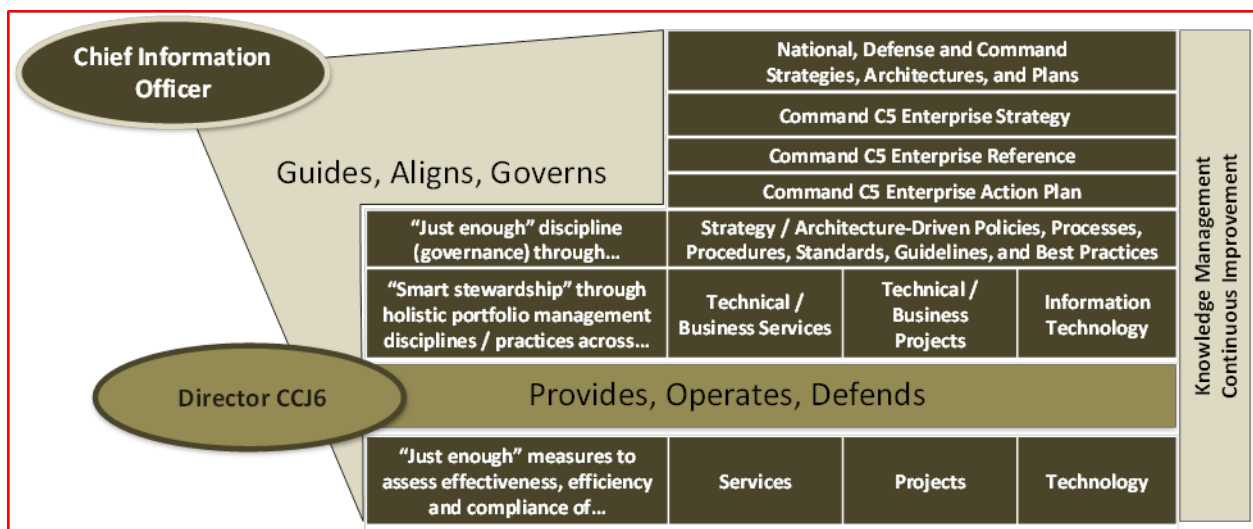 Chief Information
Officer
National, Defense and Command
Strategies, Architectures, and Plans
Command C5 Enterprise Strategy
Command C5 Enterprise Reference
Command C5 Enterprise Action Plan
Guides, Aligns, Governs
“Just enough” discipline
(governance) through...
Strategy / Architecture-Driven Policies, Processes,
Procedures, Standards, Guidelines, and Best Practices
“Smart stewardship” through
holistic portfolio management
disciplines / practices across...
Technical /
Business Services
Technical /
Business
Projects
Information
Technology
Director CCJ6
Provides, Operates, Defends
“Just enough” measures to
assess effectiveness, efficiency
and compliance of...
Services
Projects
Technology
Knowledge Management
Continuous Improvement